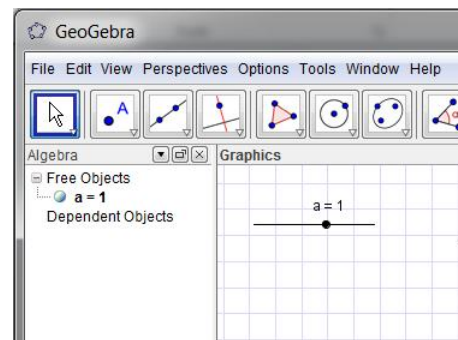 GeoGebra
File Edit View Perspectives Options Tools Window Help
A
Algebra
Graphics
Free Objects
a = 1
Dependent Objects
a = 1